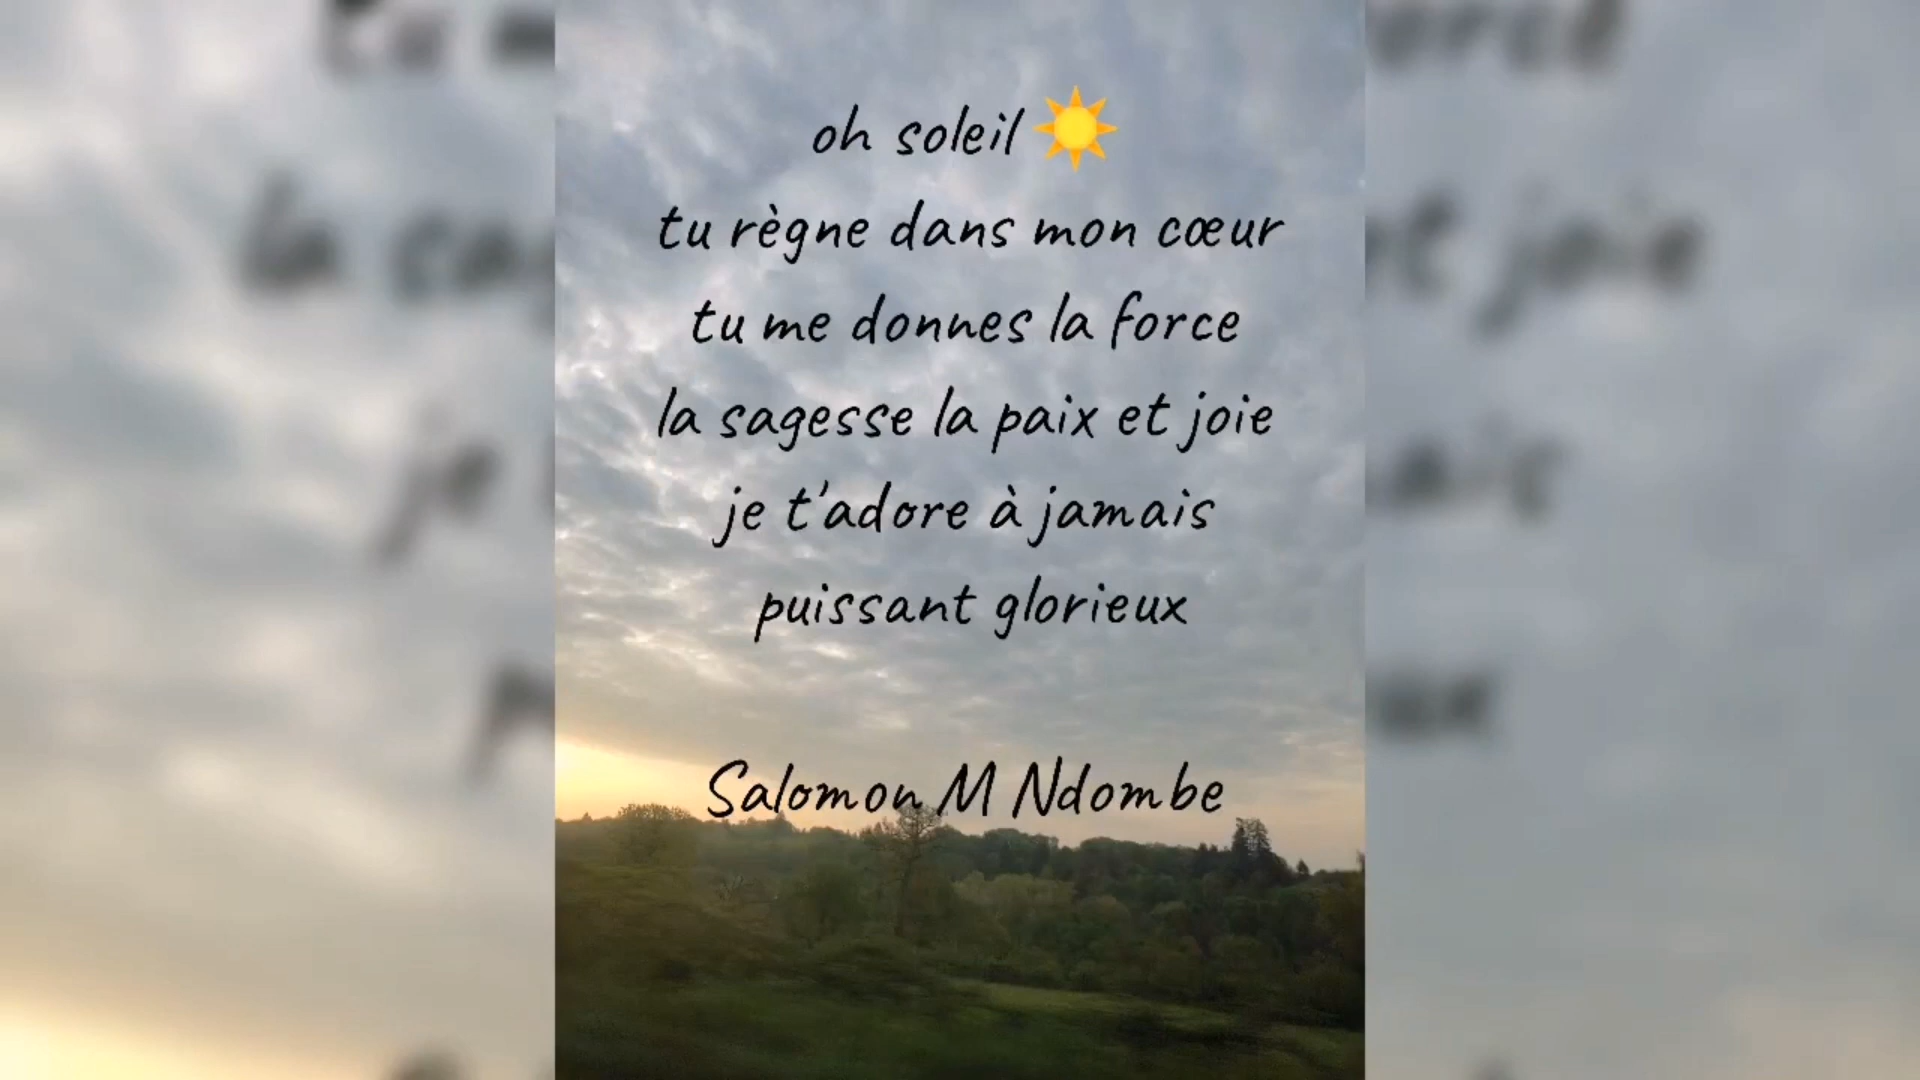 oh soleil ☀️
tu règne dans mon cœur
tu me donnes la force
la sagesse la paix et joie
je t'adore à jamais
puissant glorieux
Salomon M Ndombe